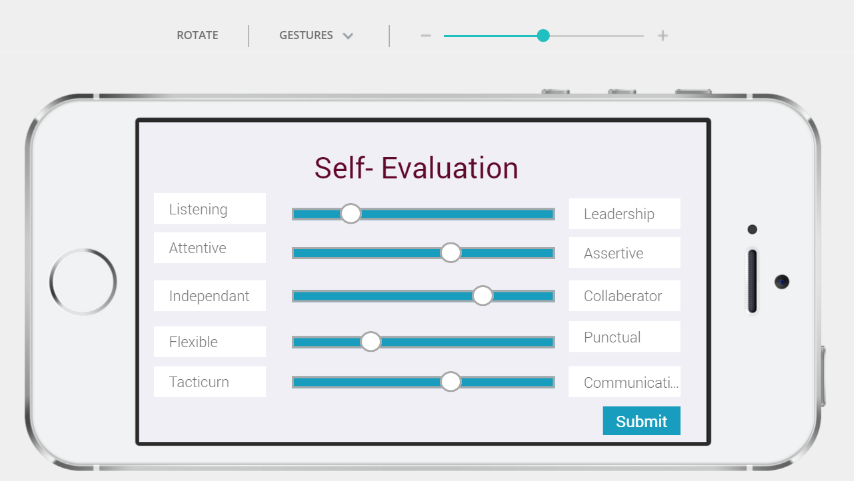 ROTATE
GESTURES
Self- Evaluation
Listening
Leadership
Attentive
Assertive
Independant
Collaberator
Flexible
Punctual
Tacticurn
Communicati...
Submit